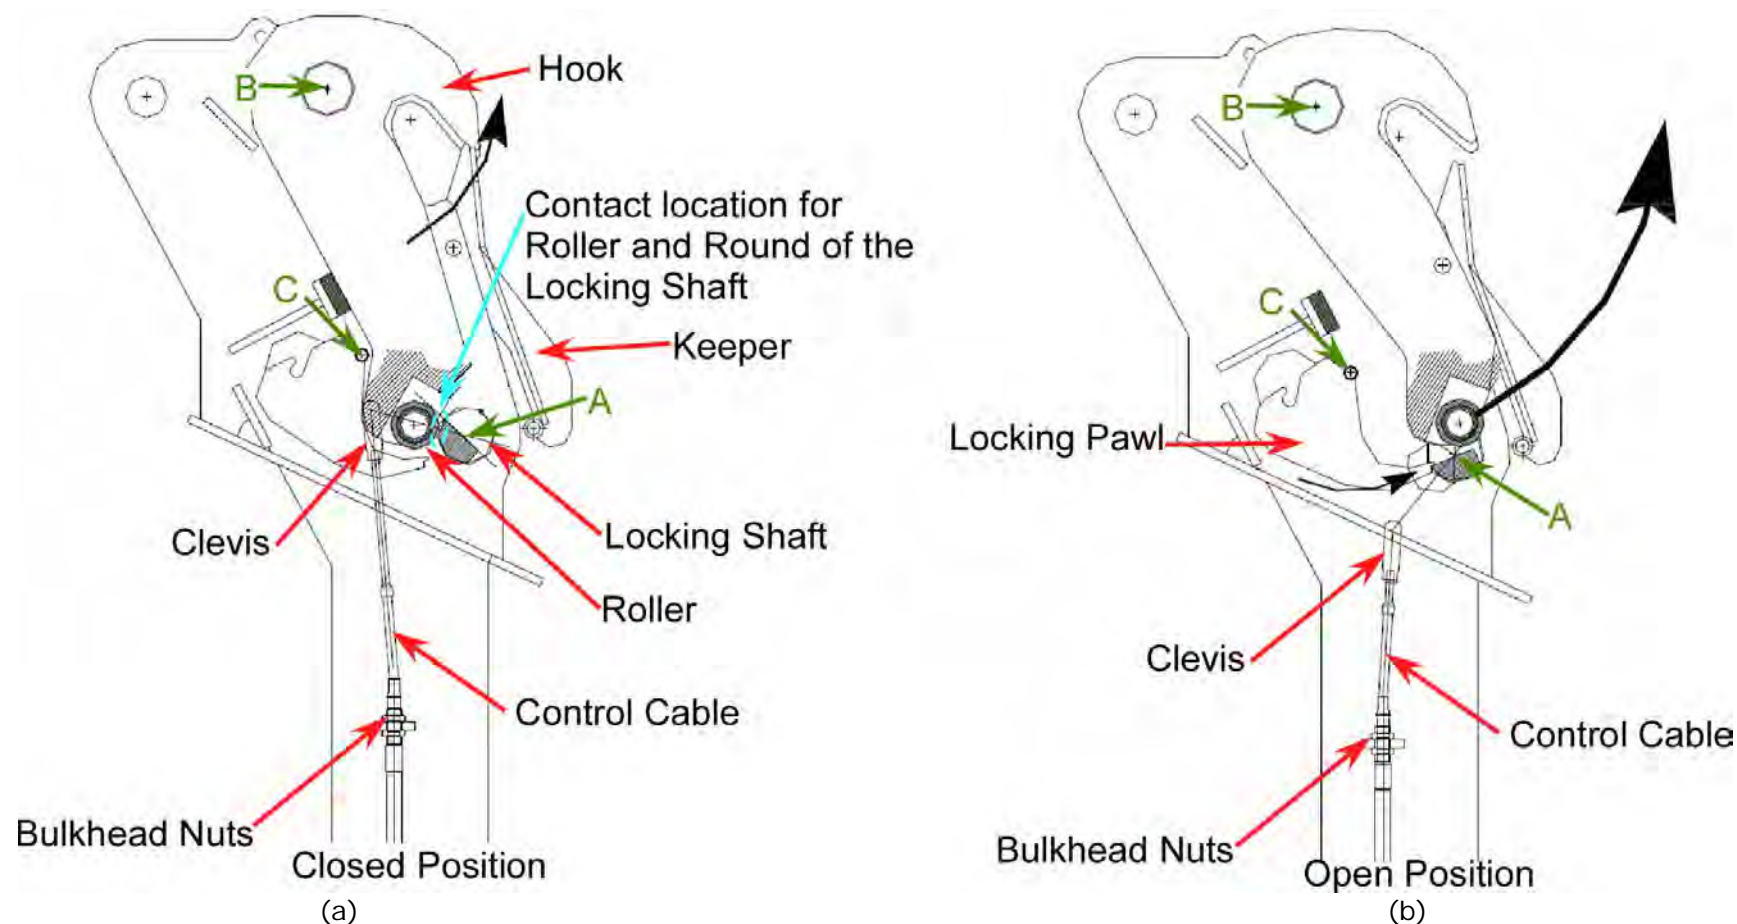 Hook
B
Contact location for
Roller and Round of the
Locking Shaft
C
Keeper
A
Clevis
Locking Shaft
Roller
Control Cable
Bulkhead Nuts
Closed Position
(a)
B
C
Locking Pawl
A
Clevis
Control Cable
Bulkhead Nuts
Open Position
(b)